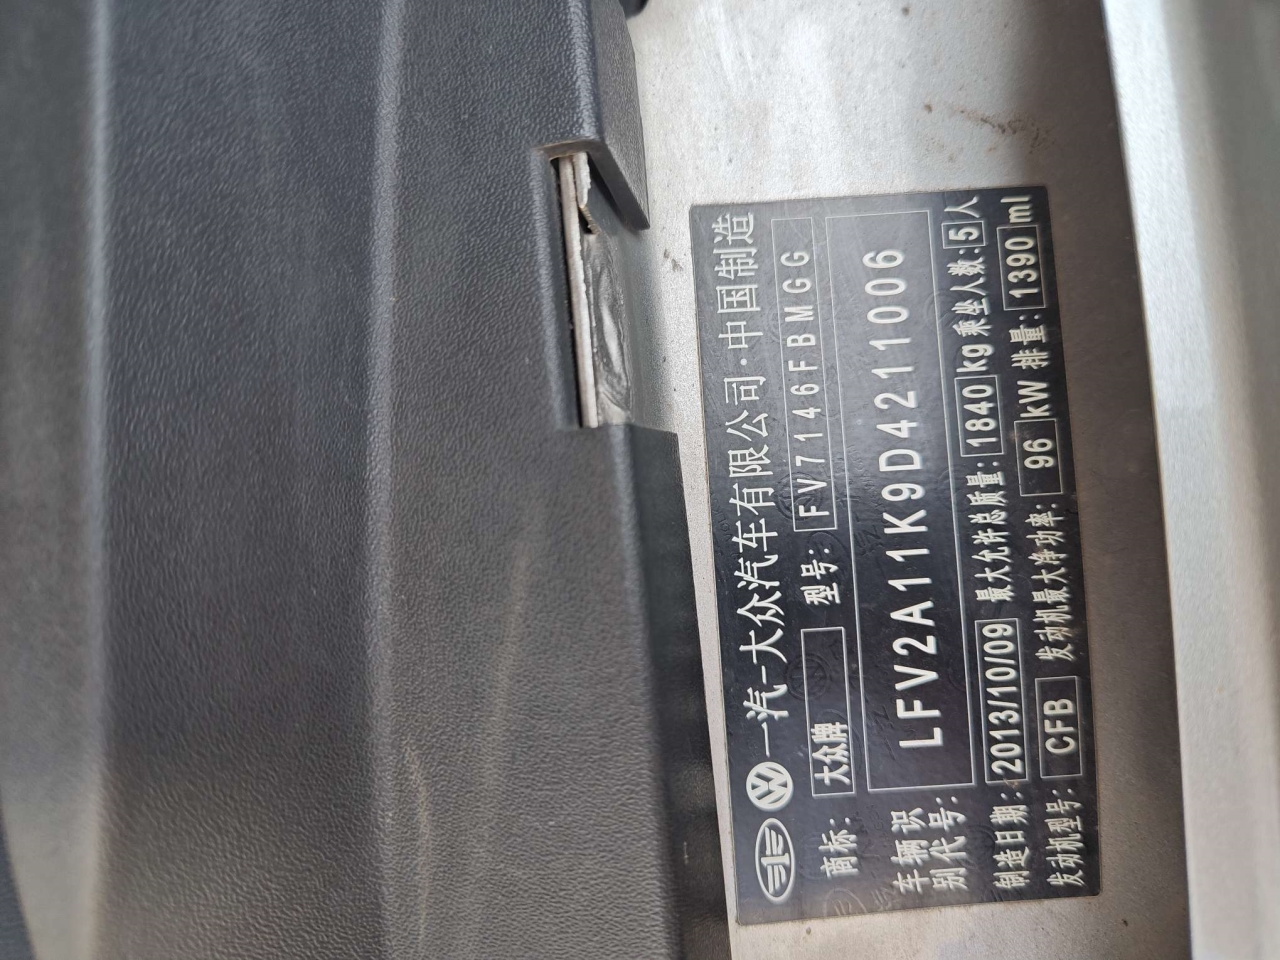 一汽-大众汽车有限公司·中国制造
商标: 大众牌 型号: FV7146FBMGG
车辆识别代号: LFV2A11K9D4211006
制造日期: 2013/10/09 最大允许总质量: 1840 kg 乘坐人数: 5 人
发动机型号: CFB 发动机最大净功率: 96 kW 排量: 1390 ml